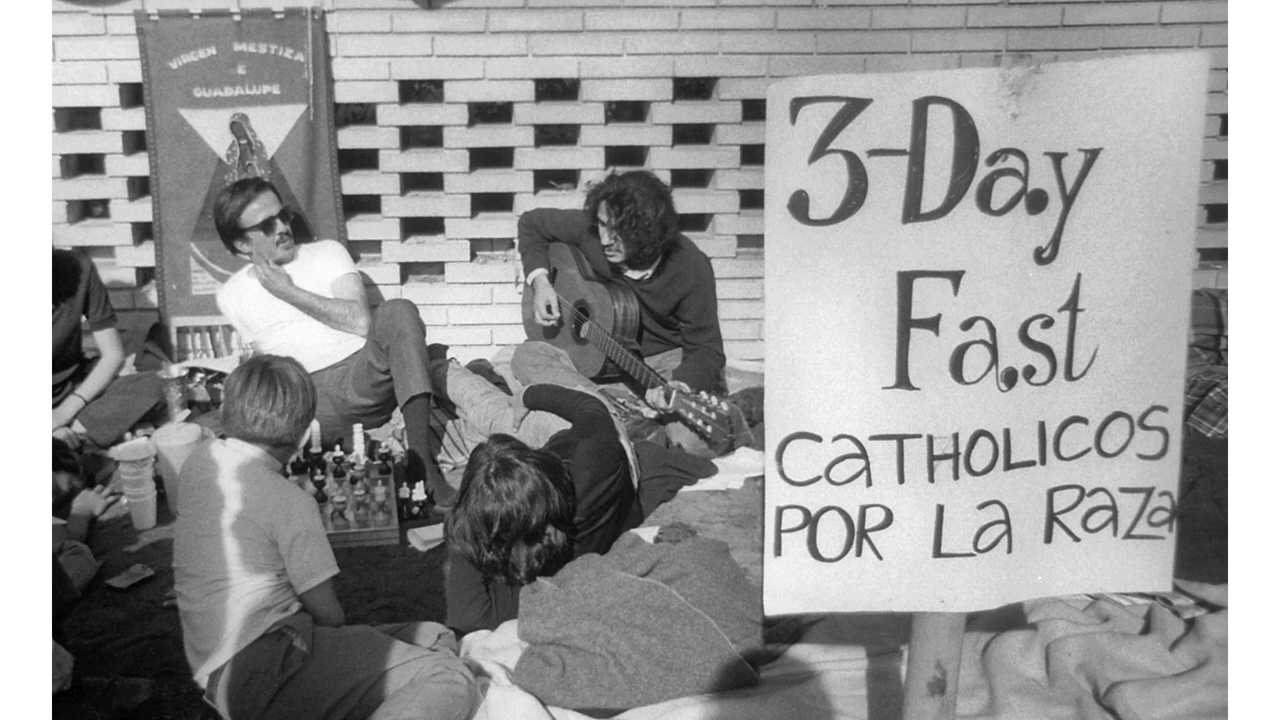 VIRGEN MESTIZA
E
GUADALUPE
3-Day
Fast
CATHOLICOS
POR La RaZa